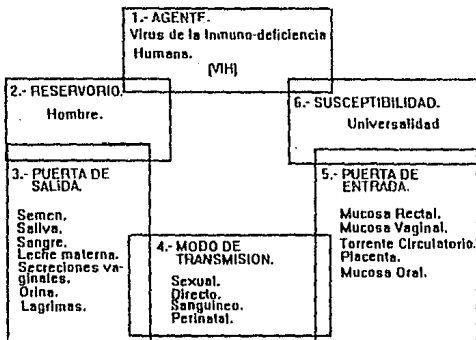 1.- AGENTE.
Virus de la Inmuno-deficiencia
Humana.
[VIH]
2.- RESERVORIO.
Hombre.
3.- PUERTA DE
SALIDA.
Semen.
Saliva.
Sangre.
Leche materna.
Secreciones va-
ginales.
Orina.
Lagrimas.
4.- MODO DE
TRANSMISION.
Sexual.
Directo.
Sanguineo.
Perinatal.
5.- PUERTA DE
ENTRADA.
Mucosa Rectal.
Mucosa Vaginal.
Torrente Circulatorio.
Placenta.
Mucosa Oral.
6.- SUSCEPTIBILIDAD.
Universalidad